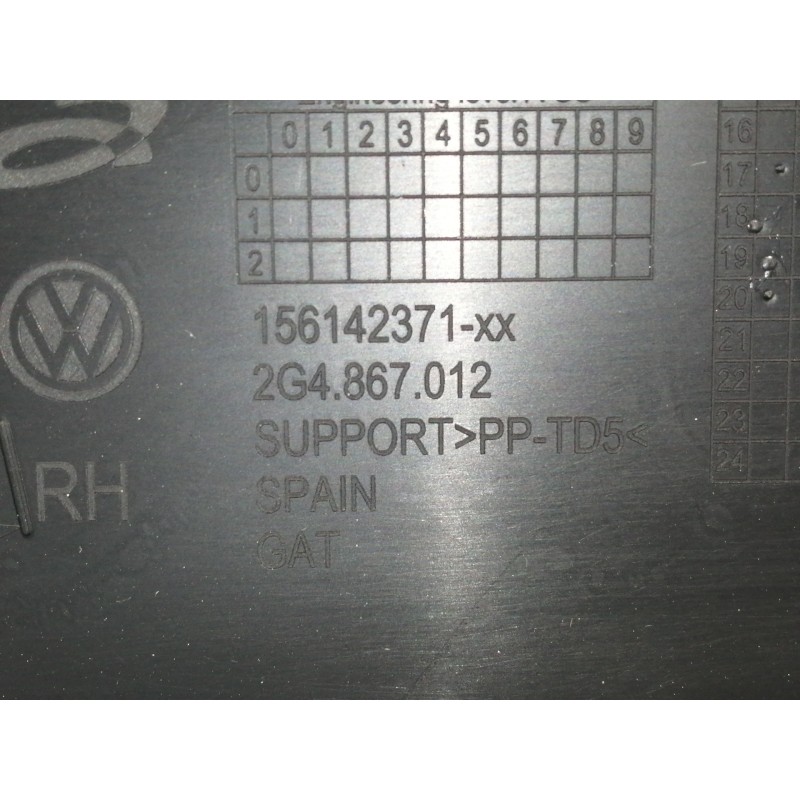 0 1 2 3 4 5 6 7 8 9
0
1
2
156142371-xx
2G4.867.012
SUPPORT>PP-TD5<
SPAIN
GAT
RH
VW
16
17
18
19
20
21
22
23
24